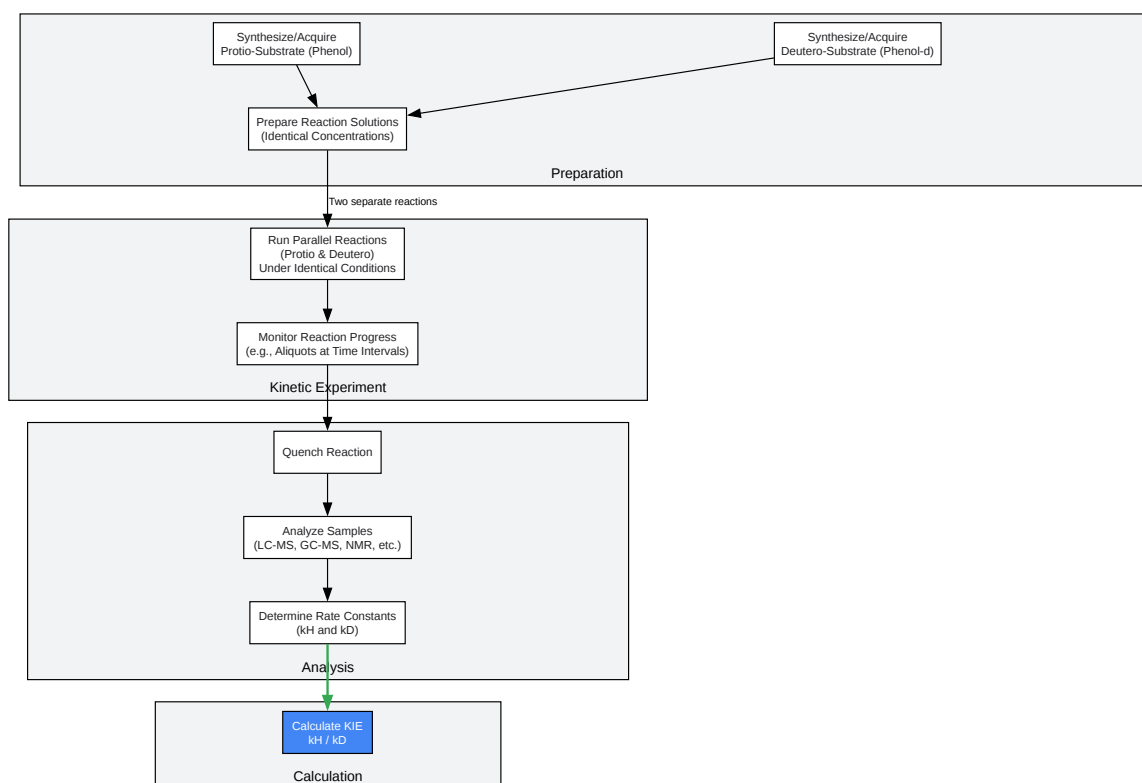 Synthesize/Acquire
Protio-Substrate (Phenol)
Synthesize/Acquire
Deutero-Substrate (Phenol-d)
Prepare Reaction Solutions
(Identical Concentrations)
Preparation
Two separate reactions
Run Parallel Reactions
(Protio & Deutero)
Under Identical Conditions
Monitor Reaction Progress
(e.g., Aliquots at Time Intervals)
Kinetic Experiment
Quench Reaction
Analyze Samples
(LC-MS, GC-MS, NMR, etc.)
Determine Rate Constants
(kH and kD)
Analysis
Calculate KIE
kH / kD
Calculation